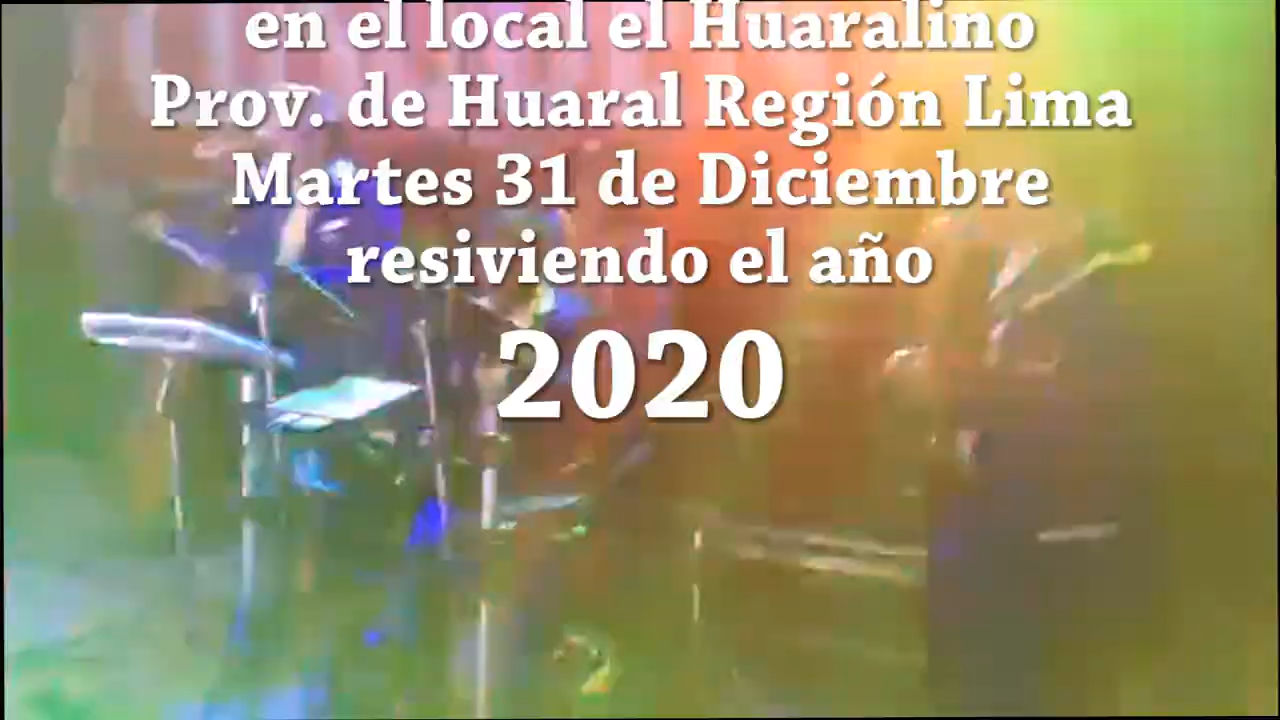 en el local el Huaralino
Prov. de Huaral Región Lima
Martes 31 de Diciembre
resiviendo el año
2020